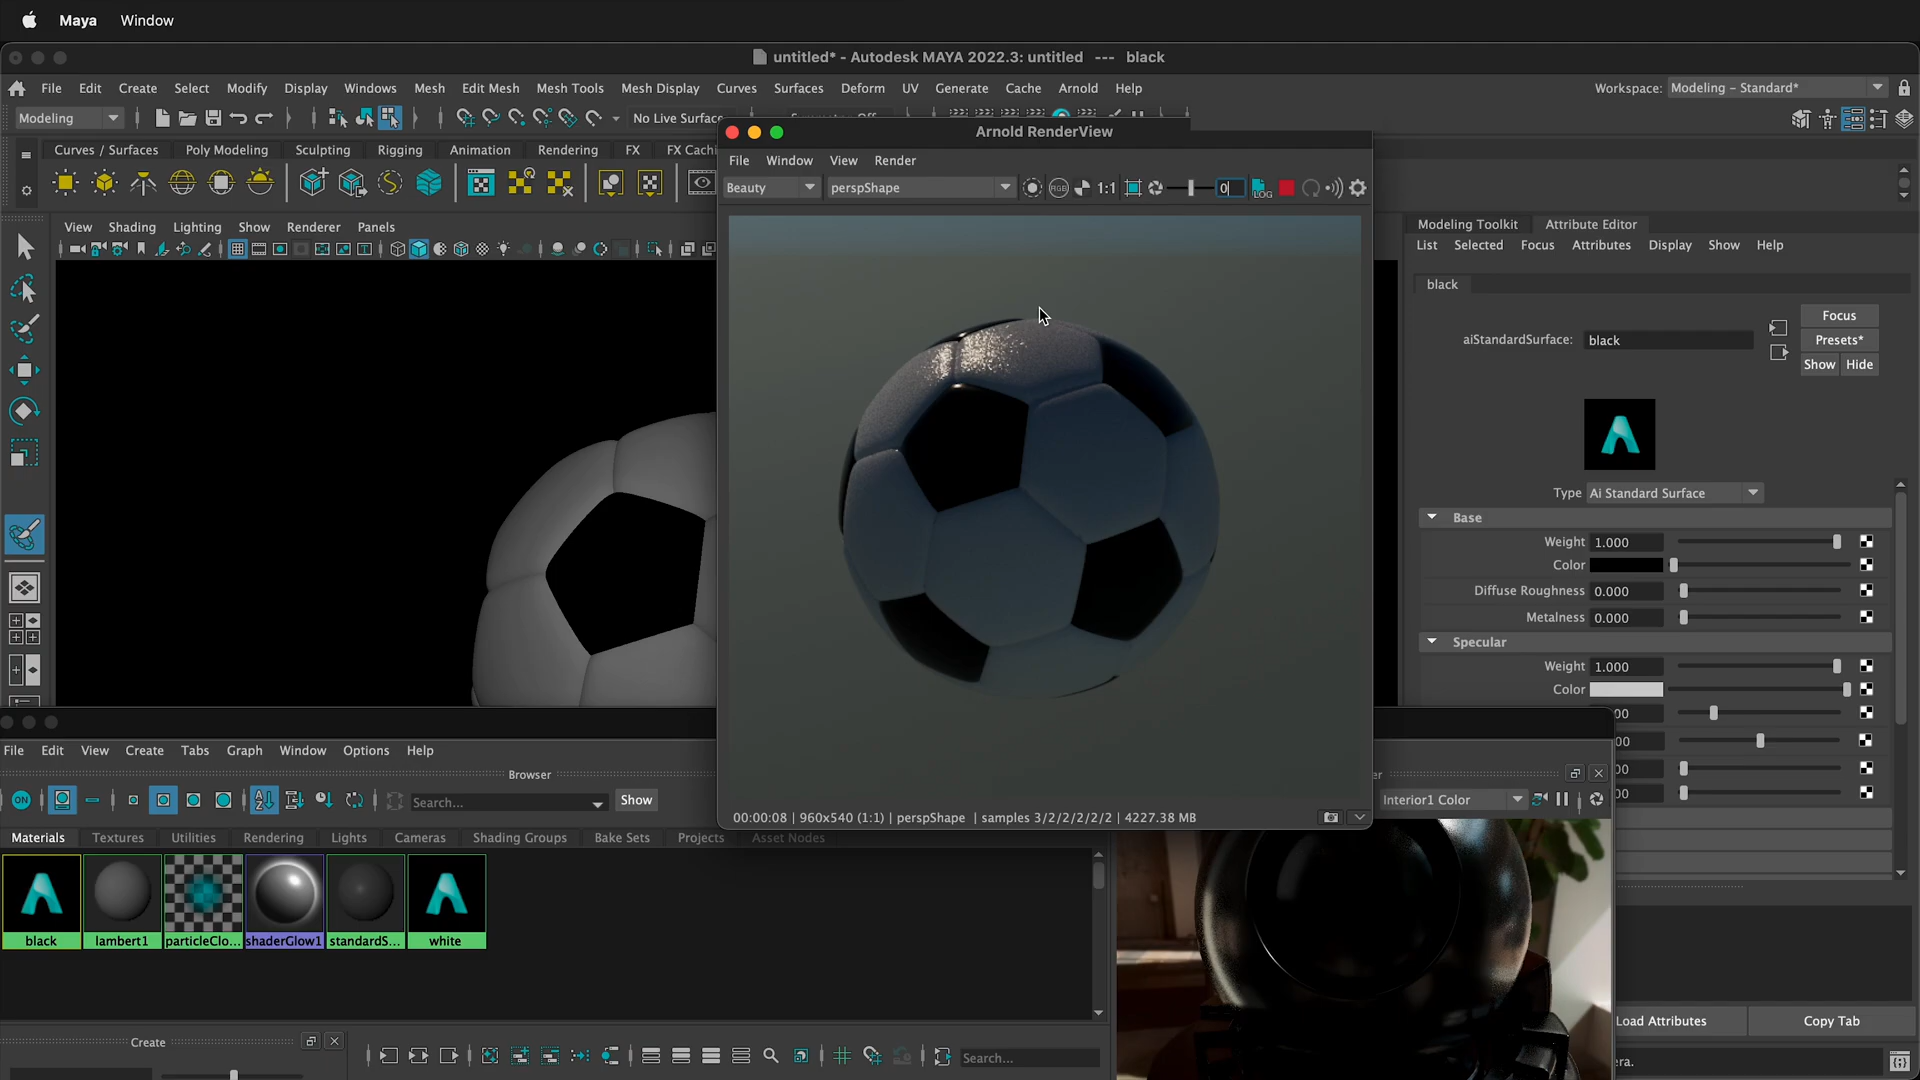 Maya Window
untitled* - Autodesk MAYA 2022.3: untitled --- black
File Edit Create Select Modify Display Windows Mesh Edit Mesh Mesh Tools Mesh Display Curves Surfaces Deform UV Generate Cache Arnold Help
Workspace: Modeling - Standard*
Modeling
No Live Surface
Curves / Surfaces Poly Modeling Sculpting Rigging Animation Rendering FX FX Cachi
Arnold RenderView
File Window View Render
Beauty perspShape RGB 1:1 0 LOG
View Shading Lighting Show Renderer Panels
Modeling Toolkit Attribute Editor
List Selected Focus Attributes Display Show Help
black
aiStandardSurface: black
Focus
Presets*
Show Hide
Type Ai Standard Surface
Base
Weight 1.000
Color
Diffuse Roughness 0.000
Metalness 0.000
Specular
Weight 1.000
Color
00
00
00
00
File Edit View Create Tabs Graph Window Options Help
Browser
ON Search... Show
Interior1 Color
00:00:08 | 960x540 (1:1) | perspShape | samples 3/2/2/2/2/2 | 4227.38 MB
Materials Textures Utilities Rendering Lights Cameras Shading Groups Bake Sets Projects Asset Nodes
black lambert1 particleClo... shaderGlow1 standardS... white
Load Attributes Copy Tab
Create
Search...
era.